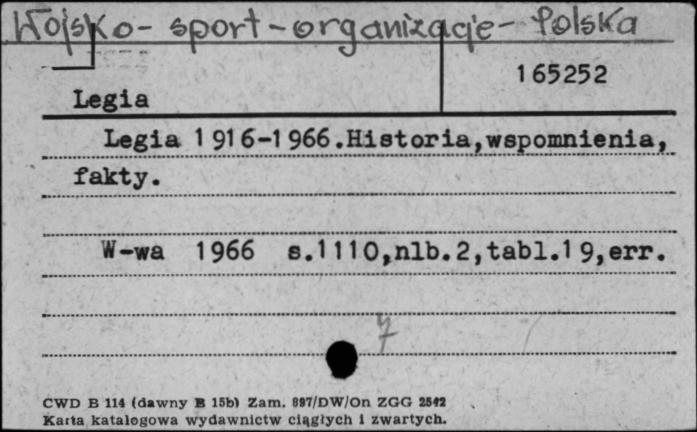 Wojsko - sport - organizacje - Polska
165252
Legia
Legia 1916-1966.Historia,wspomnienia,
fakty.
W-wa 1966 s.1110,nlb.2,tabl.19,err.
7
CWD B 114 (dawny B 15b) Zam. 897/DW/On ZGG 2542
Karta katalogowa wydawnictw ciągłych i zwartych.